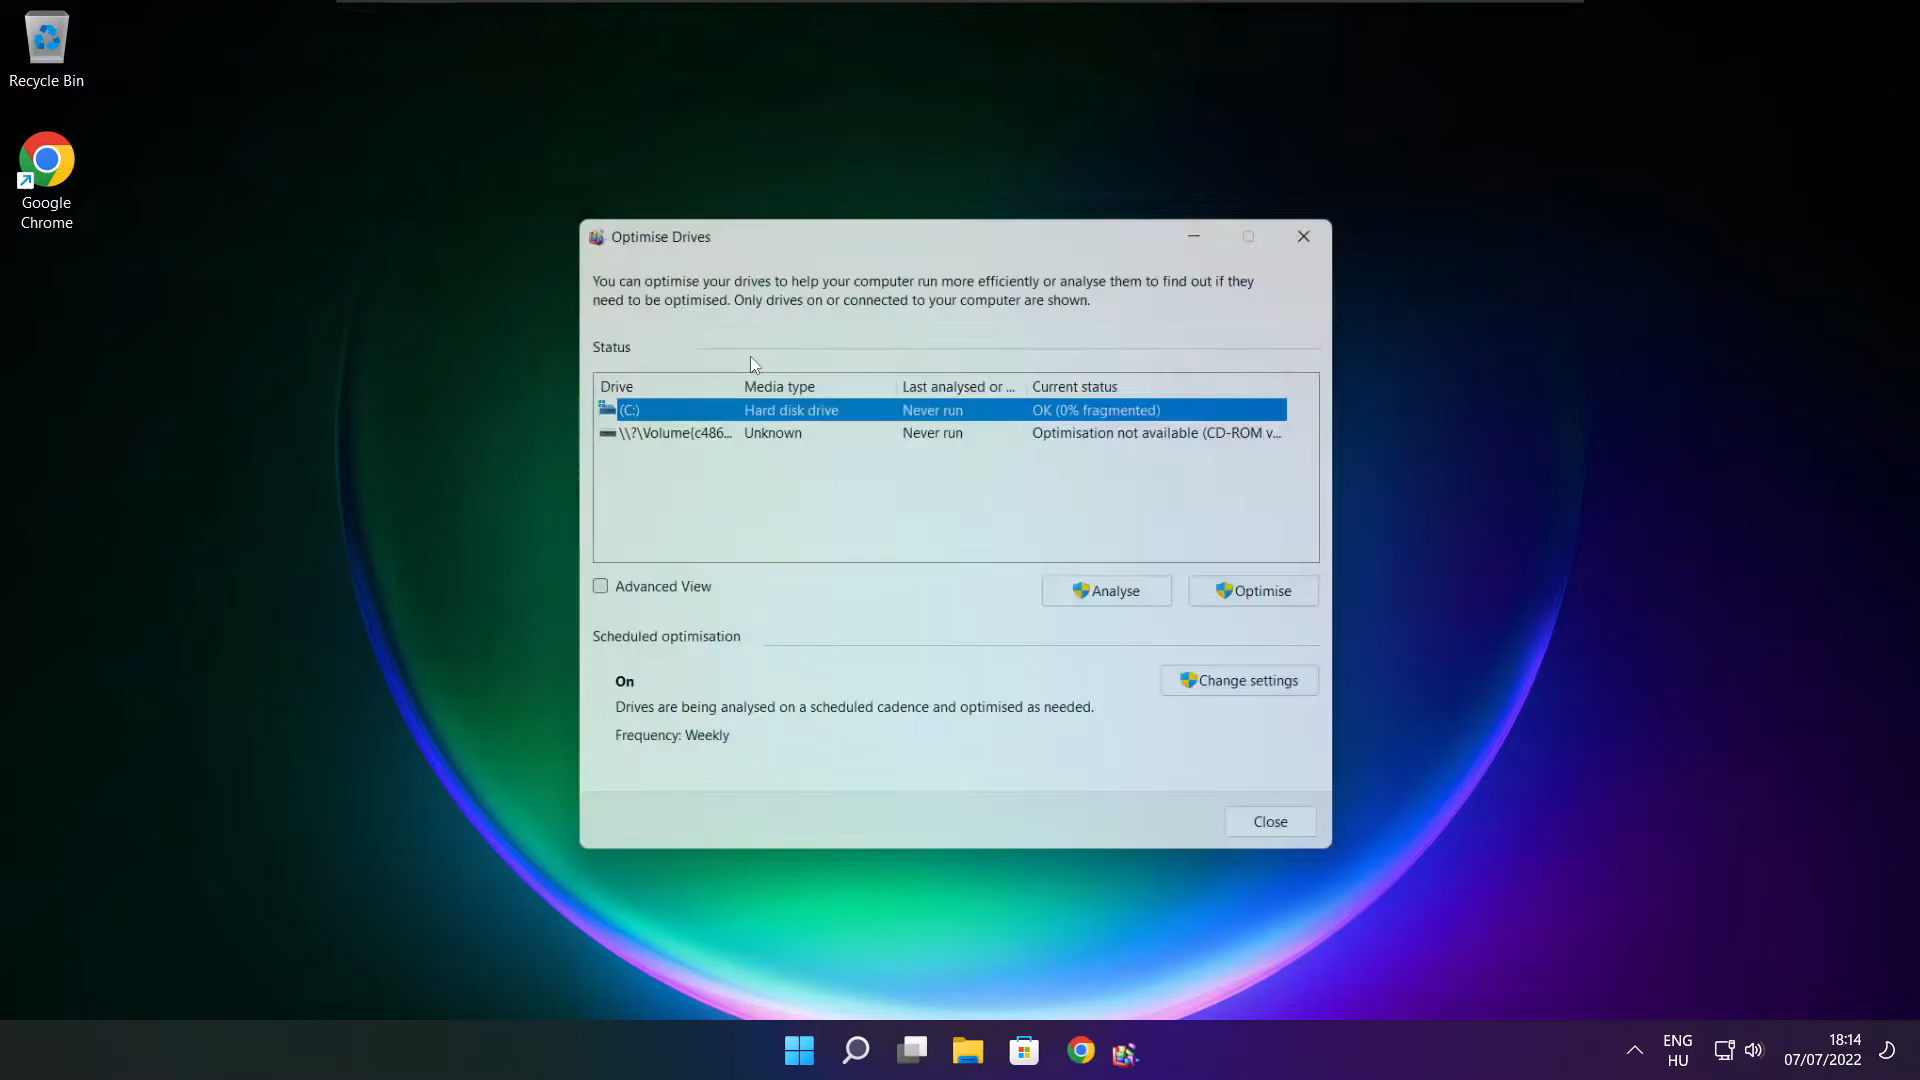 Recycle Bin
Google
Chrome
Optimise Drives
You can optimise your drives to help your computer run more efficiently or analyse them to find out if they
need to be optimised. Only drives on or connected to your computer are shown.
Status
Drive Media type Last analysed or ... Current status
(C:) Hard disk drive Never run OK (0% fragmented)
\\?\Volume{c486... Unknown Never run Optimisation not available (CD-ROM v...
Advanced View Analyse Optimise
Scheduled optimisation
On Change settings
Drives are being analysed on a scheduled cadence and optimised as needed.
Frequency: Weekly
Close
ENG
HU
18:14
07/07/2022